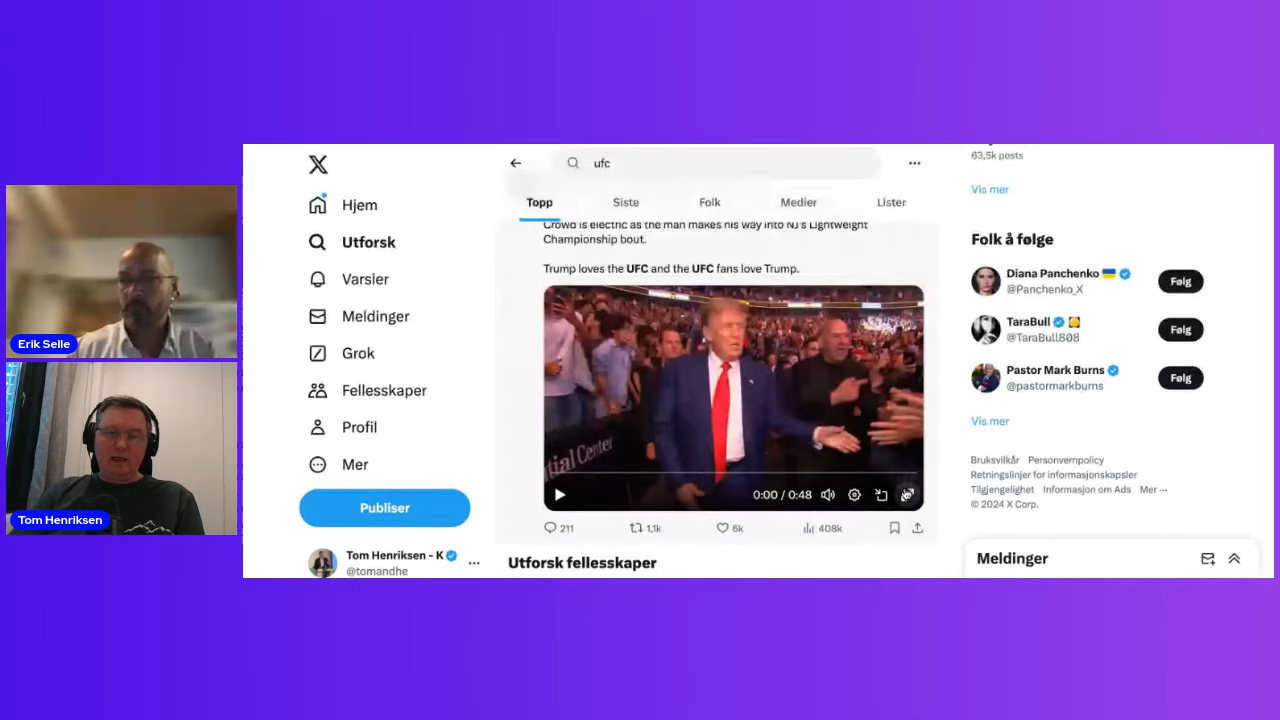 Erik Selle
Tom Henriksen
X
Hjem
Utforsk
Varsler
Meldinger
Grok
Fellesskaper
Profil
Mer
Publiser
Tom Henriksen - K
@tomandhe
ufc
Topp
Siste
Folk
Medier
Lister
Crowd is electric as the man makes his way into NJ's Lightweight
Championship bout.
Trump loves the UFC and the UFC fans love Trump.
ntial Center
0:00 / 0:48
211
1,1k
6k
408k
Utforsk fellesskaper
63,5k posts
Vis mer
Folk å følge
Diana Panchenko
@Panchenko_X
Følg
TaraBull
@TaraBull808
Følg
Pastor Mark Burns
@pastormarkburns
Følg
Vis mer
Bruksvilkår Personvernpolicy
Retningslinjer for informasjonskapsler
Tilgjengelighet Informasjon om Ads Mer ...
© 2024 X Corp.
Meldinger